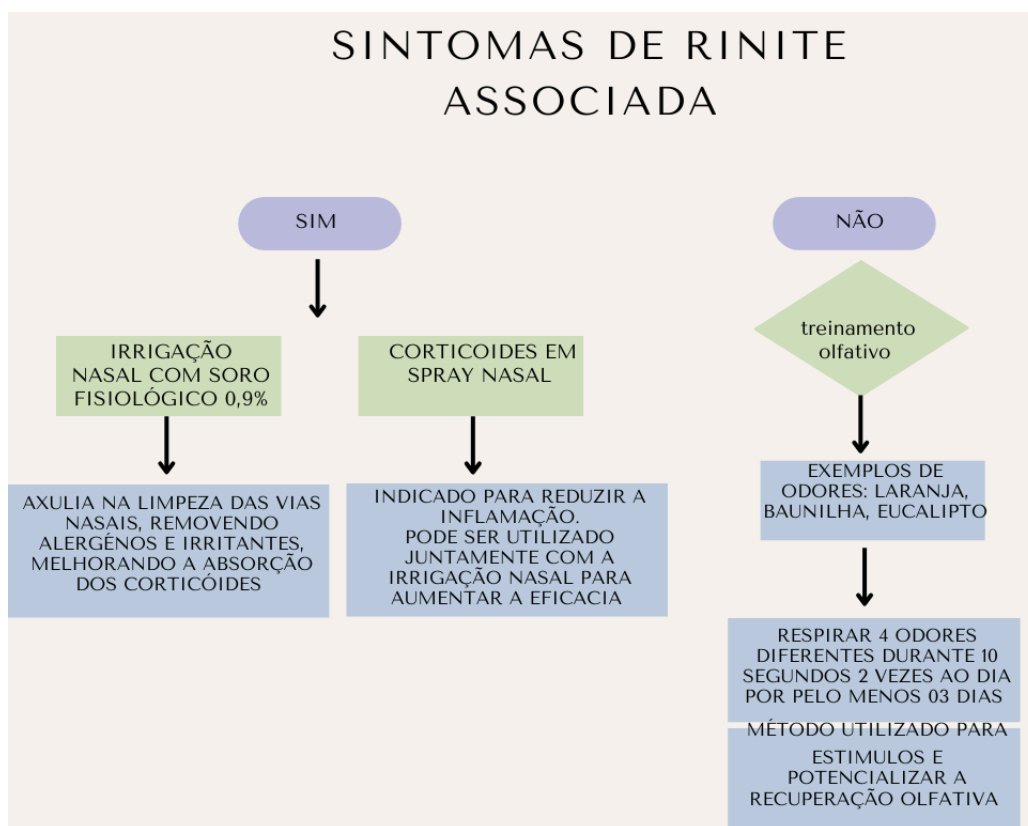 SINTOMAS DE RINITE
ASSOCIADA
SIM
IRRIGAÇÃO
NASAL COM SORO
FISIOLÓGICO 0,9%
AXULIA NA LIMPEZA DAS VIAS
NASAIS, REMOVENDO
ALERGÉNOS E IRRITANTES,
MELHORANDO A ABSORÇÃO
DOS CORTICÓIDES
CORTICOIDES EM
SPRAY NASAL
INDICADO PARA REDUZIR A
INFLAMAÇÃO.
PODE SER UTILIZADO
JUNTAMENTE COM A
IRRIGAÇÃO NASAL PARA
AUMENTAR A EFICACIA
NÃO
treinamento
olfativo
EXEMPLOS DE
ODORES: LARANJA,
BAUNILHA, EUCALIPTO
RESPIRAR 4 ODORES
DIFERENTES DURANTE 10
SEGUNDOS 2 VEZES AO DIA
POR PELO MENOS 03 DIAS
MÉTODO UTILIZADO PARA
ESTIMULOS E
POTENCIALIZAR A
RECUPERAÇÃO OLFATIVA